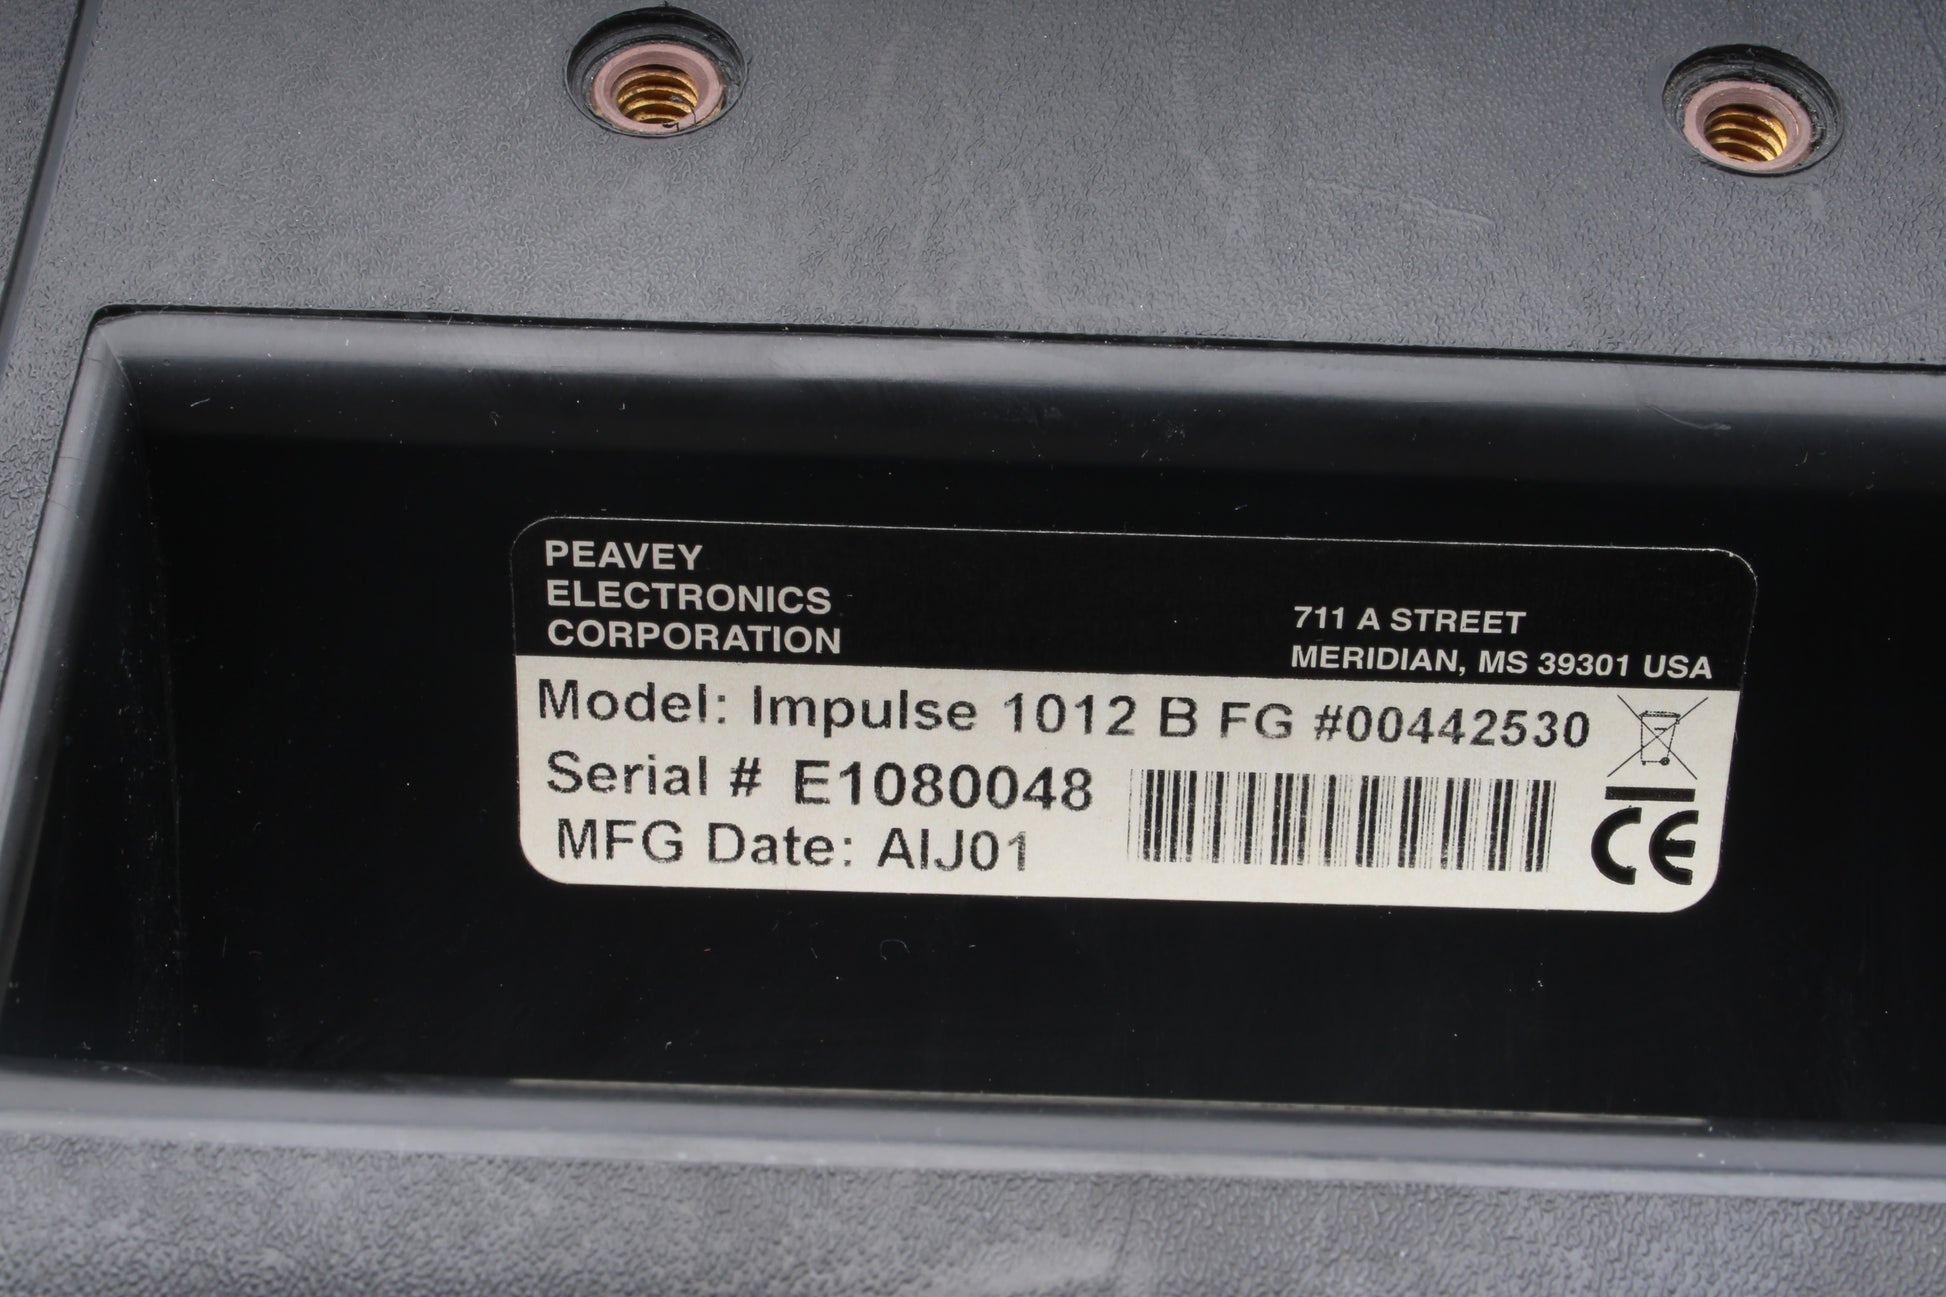 PEAVEY
ELECTRONICS
CORPORATION
711 A STREET
MERIDIAN, MS 39301 USA
Model: Impulse 1012 B FG #00442530
Serial # E1080048
MFG Date: AIJ01
CE